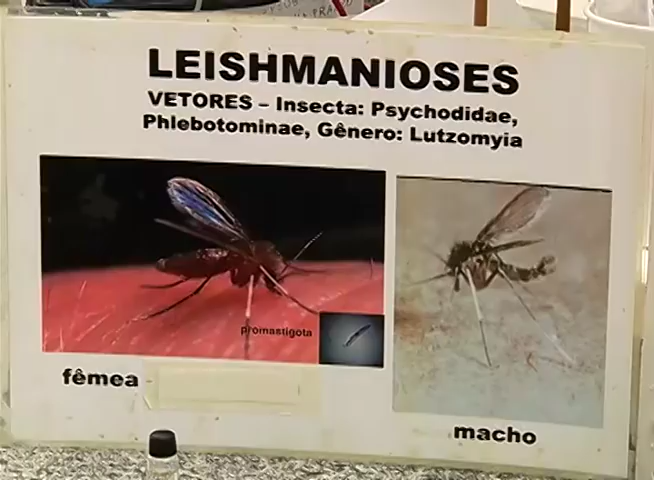 LEISHMANIOSES
VETORES – Insecta: Psychodidae,
Phlebotominae, Gênero: Lutzomyia
promastigota
fêmea
macho